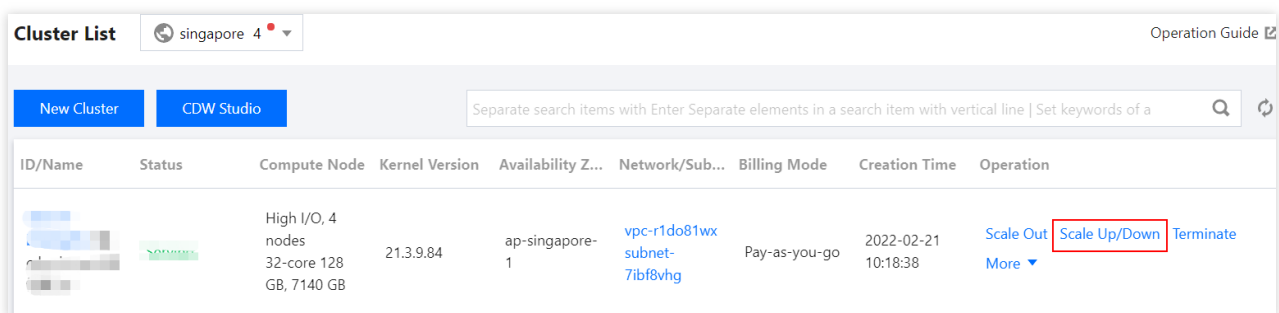 Cluster List
singapore 4
Operation Guide
New Cluster
CDW Studio
Separate search items with Enter Separate elements in a search item with vertical line | Set keywords of a
ID/Name Status Compute Node Kernel Version Availability Z... Network/Sub... Billing Mode Creation Time Operation
High I/O, 4
nodes
32-core 128
GB, 7140 GB
21.3.9.84
ap-singapore-
1
vpc-r1do81wx
subnet-
7ibf8vhg
Pay-as-you-go
2022-02-21
10:18:38
Scale Out Scale Up/Down Terminate
More